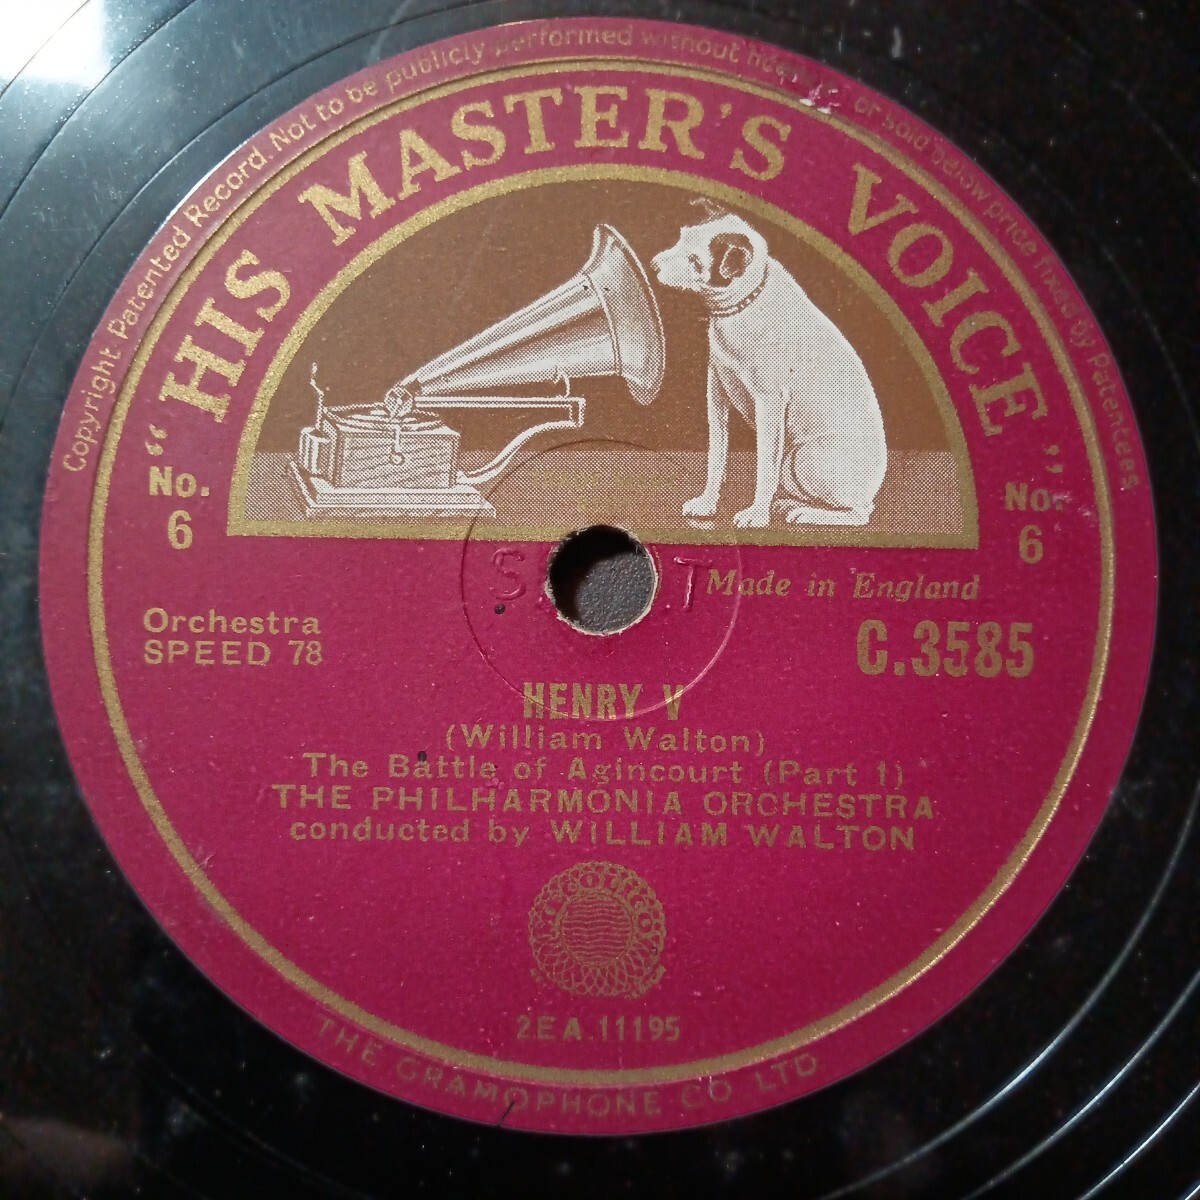 Copyright. Patented Record. Not to be publicly performed without licence or sold below price fixed by Patentees.
"HIS MASTER'S VOICE"
No. 6
No. 6
Made in England
Orchestra
SPEED 78
C.3585
HENRY V
(William Walton)
The Battle of Agincourt (Part 1)
THE PHILHARMONIA ORCHESTRA
conducted by WILLIAM WALTON
2EA.11195
THE GRAMOPHONE CO LTD